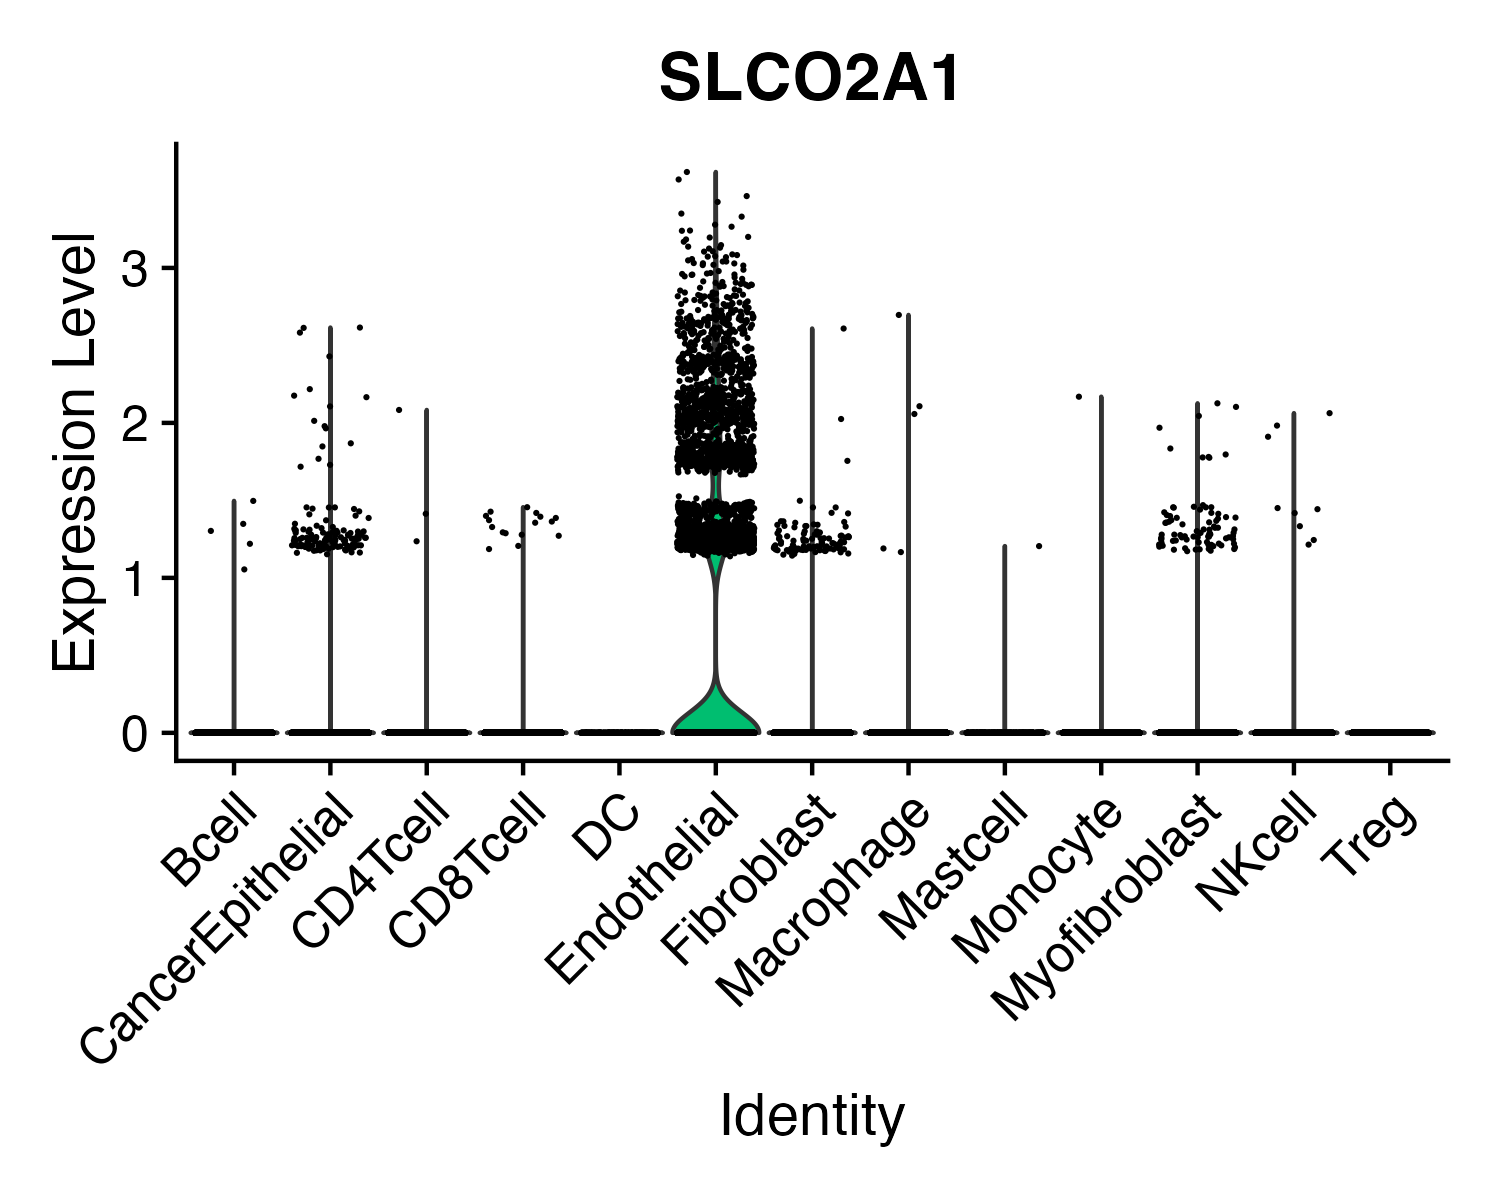 SLCO2A1
Expression Level
3
2
1
0
Bcell
CancerEpithelial
CD4Tcell
CD8Tcell
DC
Endothelial
Fibroblast
Macrophage
Mastcell
Monocyte
Myofibroblast
NKcell
Treg
Identity